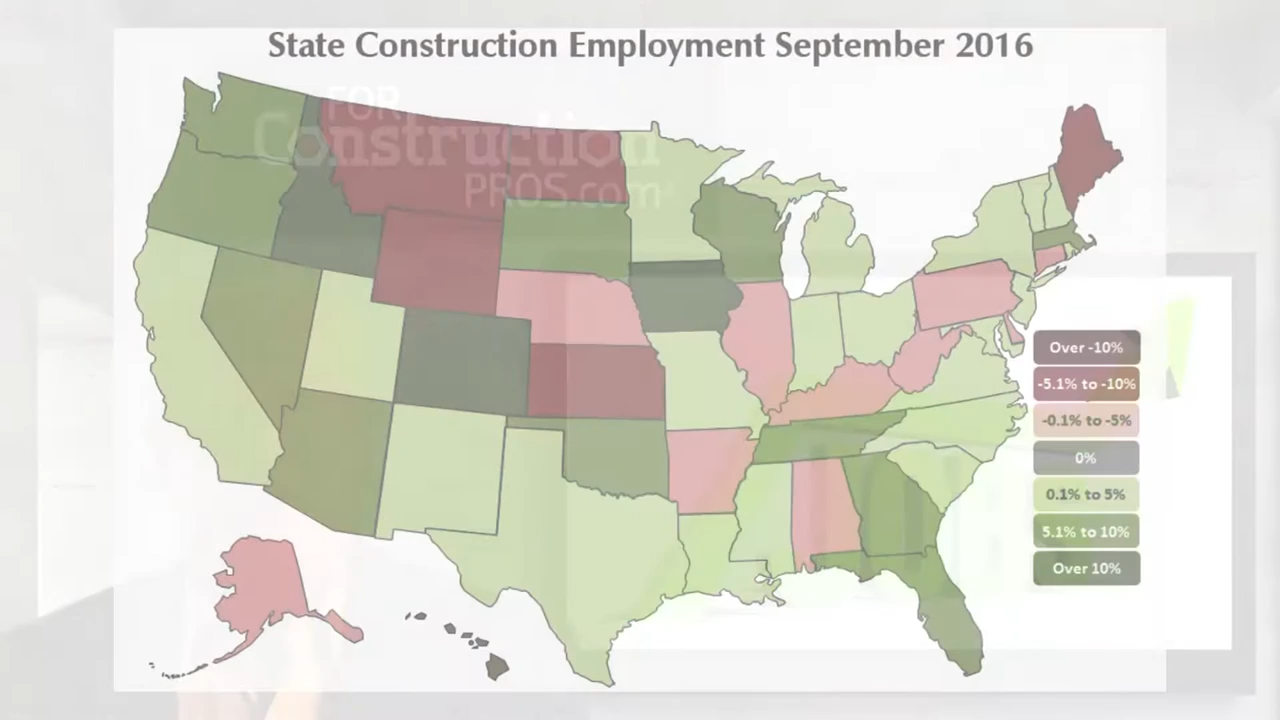 State Construction Employment September 2016
FOR
Construction
PROS.com
Over -10%
-5.1% to -10%
-0.1% to -5%
0%
0.1% to 5%
5.1% to 10%
Over 10%